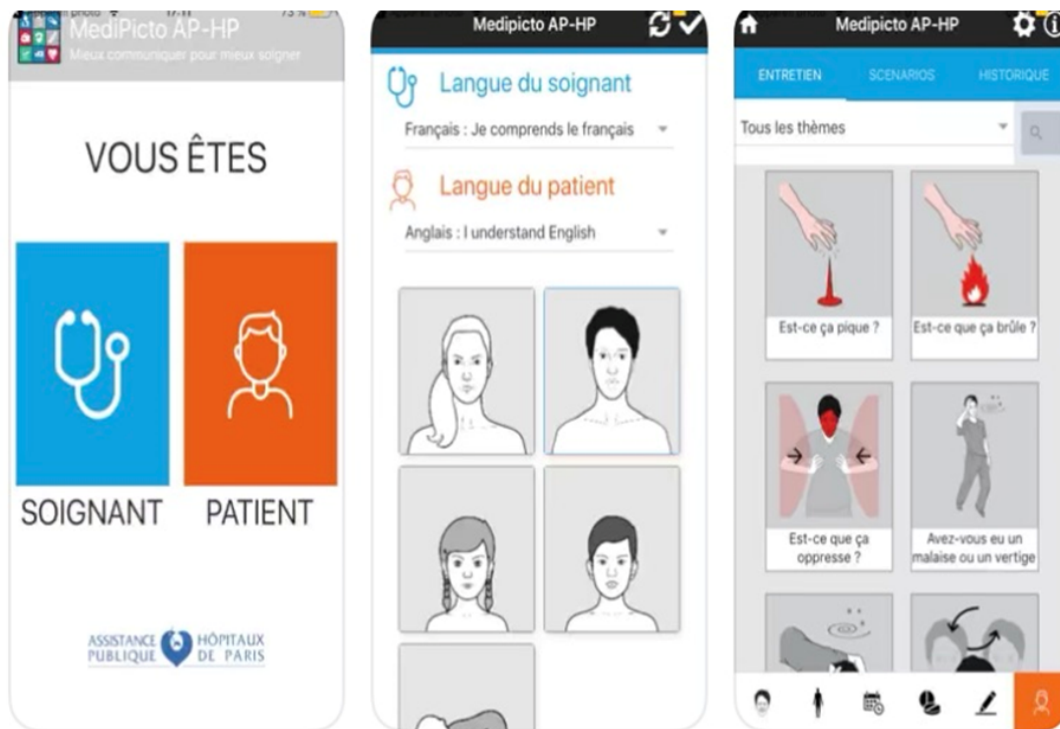 17:11
73 %
MediPicto AP-HP
Mieux communiquer pour mieux soigner
VOUS ÊTES
SOIGNANT
PATIENT
ASSISTANCE
PUBLIQUE
HÔPITAUX
DE PARIS
Medipicto AP-HP
Langue du soignant
Français : Je comprends le français
Langue du patient
Anglais : I understand English
Medipicto AP-HP
ENTRETIEN
SCENARIOS
HISTORIQUE
Tous les thèmes
Est-ce ça pique ?
Est-ce que ça brûle ?
Est-ce que ça
oppresse ?
Avez-vous eu un
malaise ou un vertige